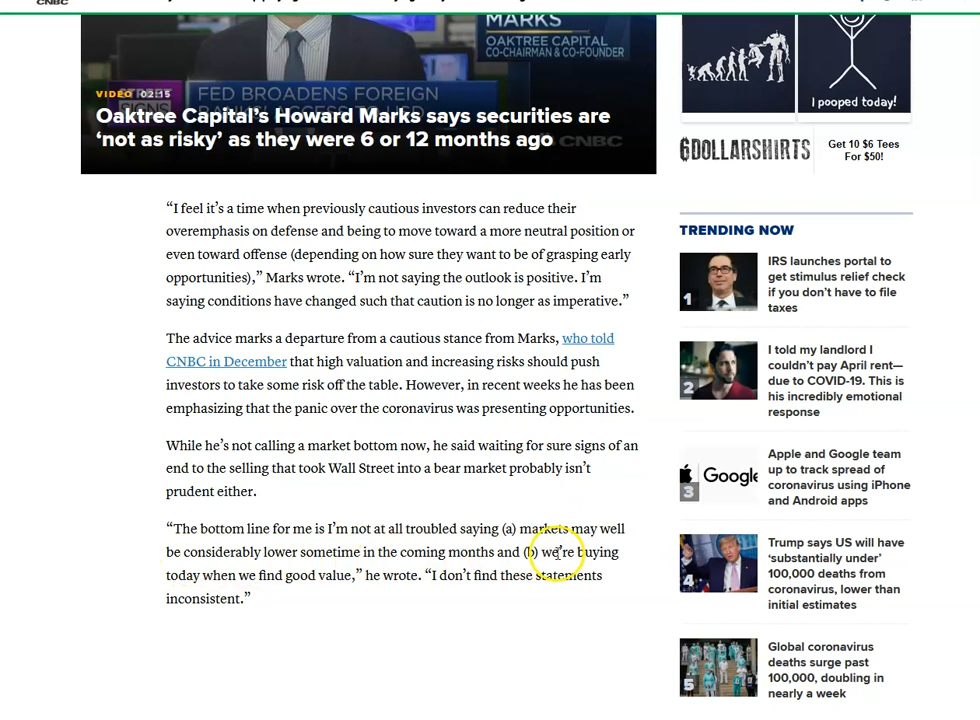 CNBC
MARKS
OAKTREE CAPITAL
CO-CHAIRMAN & CO-FOUNDER
VIDEO 02:15
SIGNS
FED BROADENS FOREIGN
Oaktree Capital’s Howard Marks says securities are
‘not as risky’ as they were 6 or 12 months ago
CNBC
“I feel it’s a time when previously cautious investors can reduce their
overemphasis on defense and being to move toward a more neutral position or
even toward offense (depending on how sure they want to be of grasping early
opportunities),” Marks wrote. “I’m not saying the outlook is positive. I’m
saying conditions have changed such that caution is no longer as imperative.”
The advice marks a departure from a cautious stance from Marks, who told
CNBC in December that high valuation and increasing risks should push
investors to take some risk off the table. However, in recent weeks he has been
emphasizing that the panic over the coronavirus was presenting opportunities.
While he’s not calling a market bottom now, he said waiting for sure signs of an
end to the selling that took Wall Street into a bear market probably isn’t
prudent either.
“The bottom line for me is I’m not at all troubled saying (a) markets may well
be considerably lower sometime in the coming months and (b) we’re buying
today when we find good value,” he wrote. “I don’t find these statements
inconsistent.”
I pooped today!
6DOLLARSHIRTS
Get 10 $6 Tees
For $50!
TRENDING NOW
1
IRS launches portal to
get stimulus relief check
if you don’t have to file
taxes
2
I told my landlord I
couldn’t pay April rent—
due to COVID-19. This is
his incredibly emotional
response
Google
3
Apple and Google team
up to track spread of
coronavirus using iPhone
and Android apps
4
Trump says US will have
‘substantially under’
100,000 deaths from
coronavirus, lower than
initial estimates
5
Global coronavirus
deaths surge past
100,000, doubling in
nearly a week